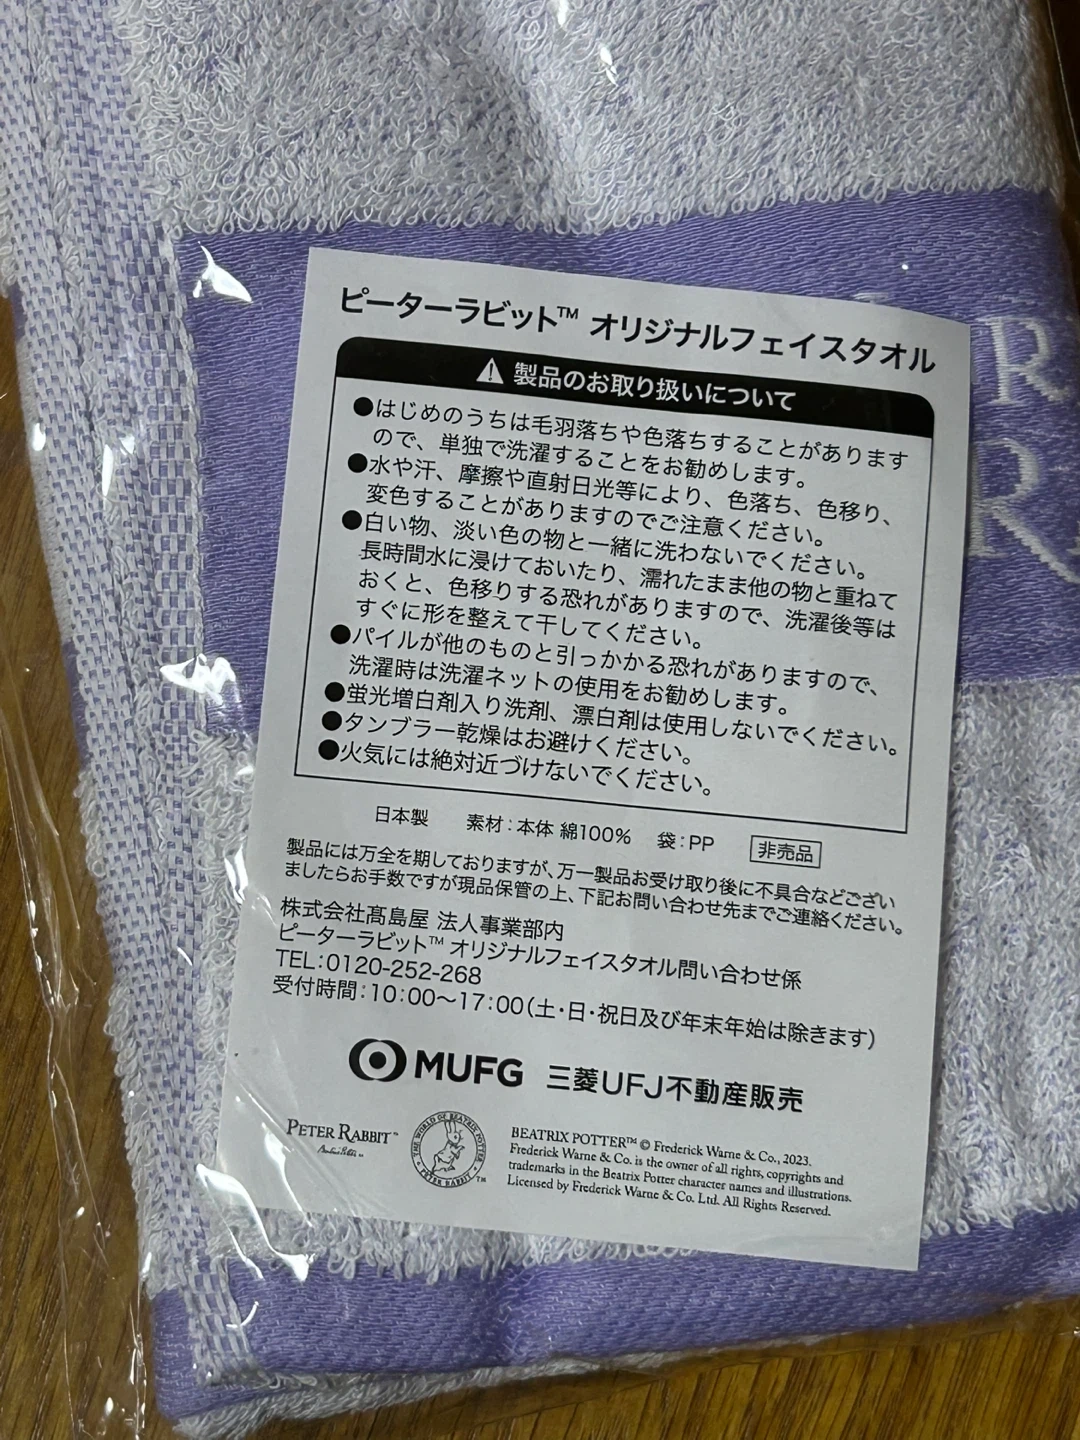 ピーターラビット™ オリジナルフェイスタオル
製品のお取り扱いについて
●はじめのうちは毛羽落ちや色落ちすることがあります
ので、単独で洗濯することをお勧めします。
●水や汗、摩擦や直射日光等により、色落ち、色移り、
変色することがありますのでご注意ください。
●白い物、淡い色の物と一緒に洗わないでください。
長時間水に浸けておいたり、濡れたまま他の物と重ねて
おくと、色移りする恐れがありますので、洗濯後等は
すぐに形を整えて干してください。
●パイルが他のものと引っかかる恐れがありますので、
洗濯時は洗濯ネットの使用をお勧めします。
●蛍光増白剤入り洗剤、漂白剤は使用しないでください。
●タンブラー乾燥はお避けください。
●火気には絶対近づけないでください。
日本製 素材：本体 綿100% 袋：PP 非売品
製品には万全を期しておりますが、万一製品お受け取り後に不具合などござい
ましたらお手数ですが現品保管の上、下記お問い合わせ先までご連絡ください。
株式会社髙島屋 法人事業部内
ピーターラビット™ オリジナルフェイスタオル問い合わせ係
TEL：0120-252-268
受付時間：10：00〜17：00（土・日・祝日及び年末年始は除きます）
MUFG 三菱UFJ不動産販売
PETER RABBIT™
THE WORLD OF BEATRIX POTTER
PETER RABBIT ™
BEATRIX POTTER™ © Frederick Warne & Co., 2023.
Frederick Warne & Co. is the owner of all rights, copyrights and
trademarks in the Beatrix Potter character names and illustrations.
Licensed by Frederick Warne & Co. Ltd. All Rights Reserved.
R
R